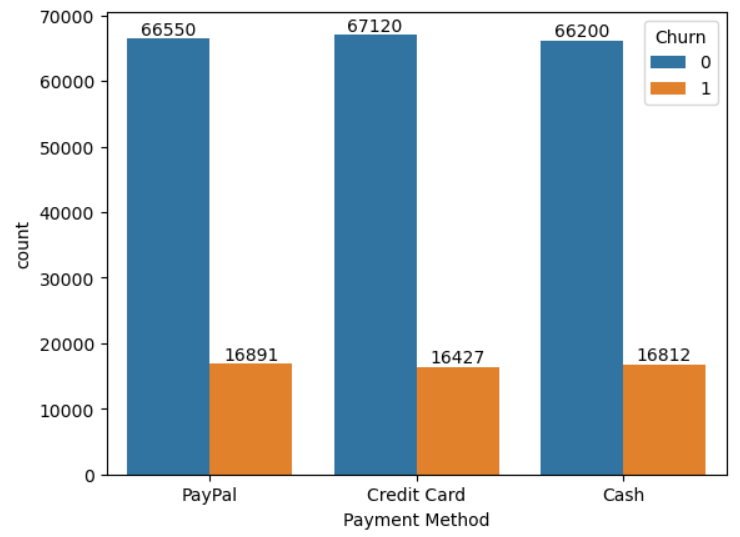 70000
60000
50000
40000
30000
20000
10000
0
count
66550
16891
67120
16427
66200
16812
Churn
0
1
PayPal
Credit Card
Cash
Payment Method